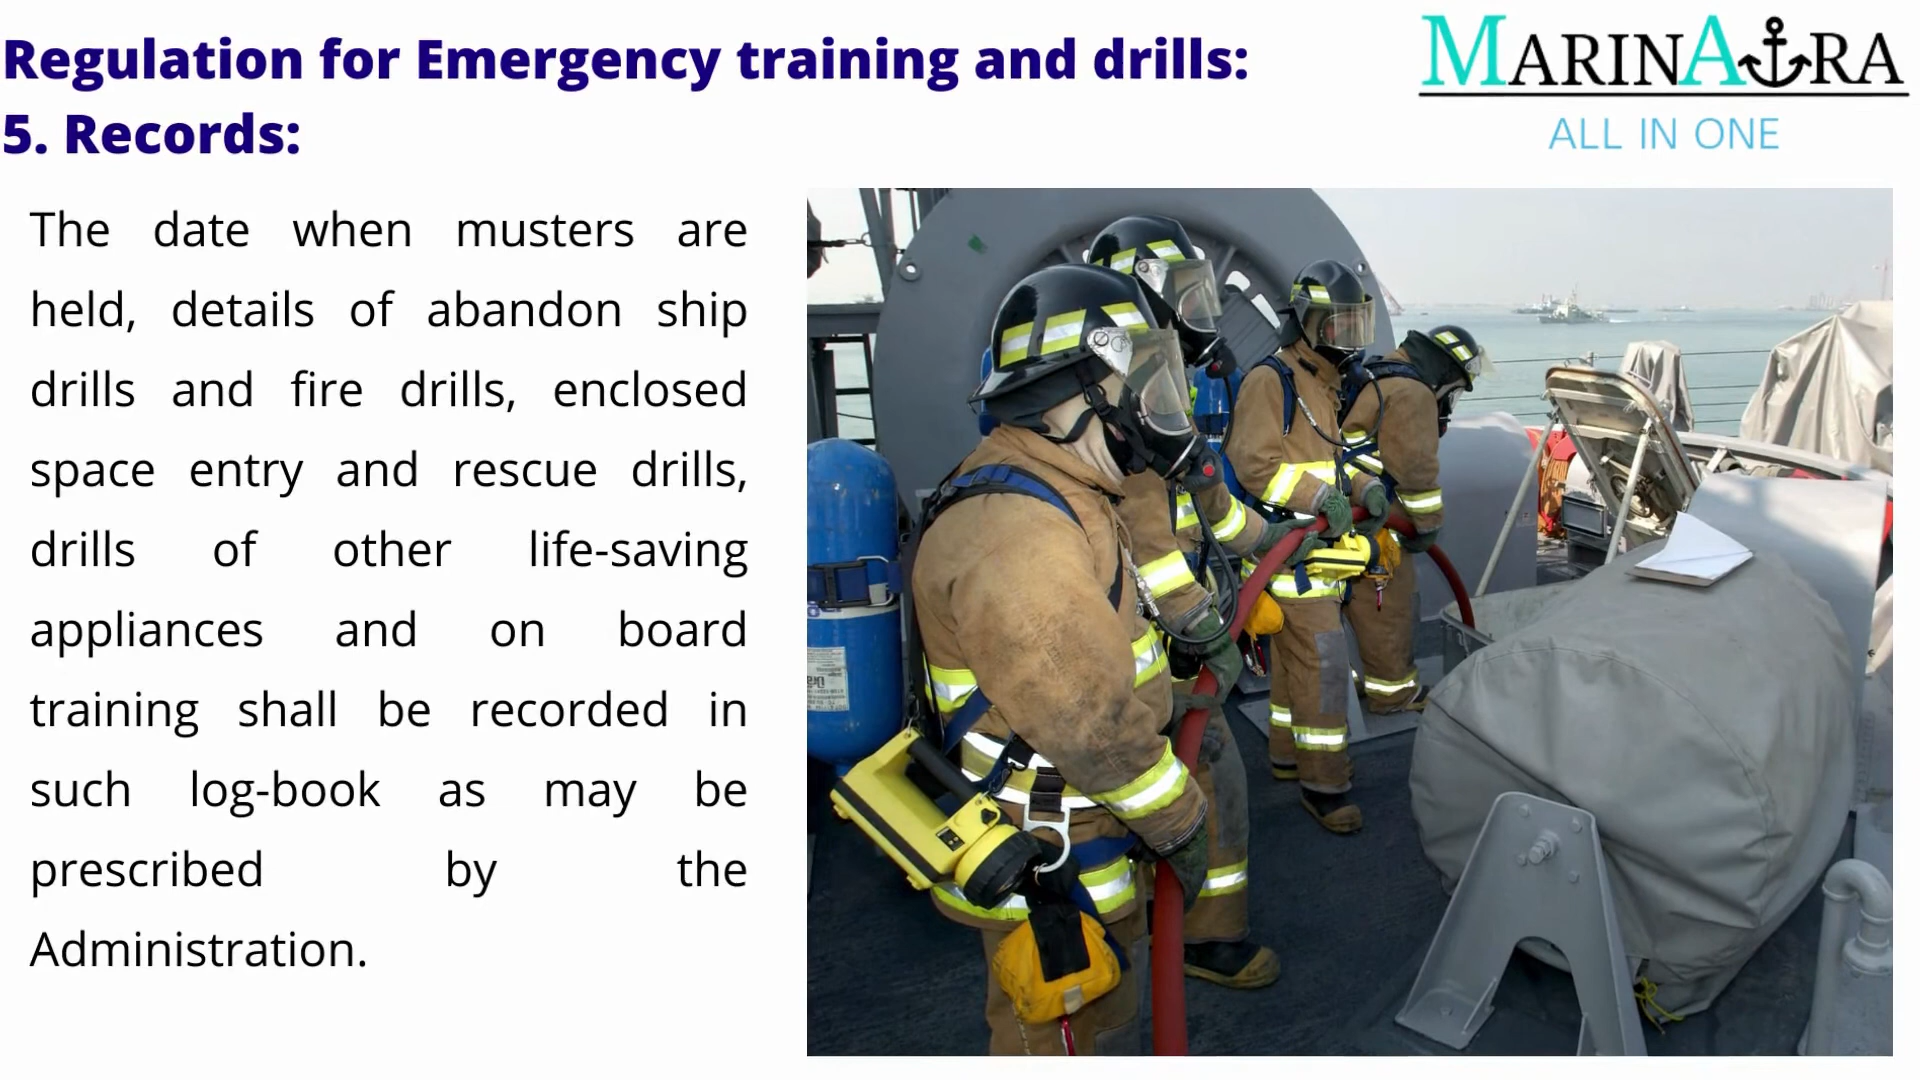 Regulation for Emergency training and drills:
5. Records:
MARINAURA
ALL IN ONE
The date when musters are
held, details of abandon ship
drills and fire drills, enclosed
space entry and rescue drills,
drills of other life-saving
appliances and on board
training shall be recorded in
such log-book as may be
prescribed by the
Administration.